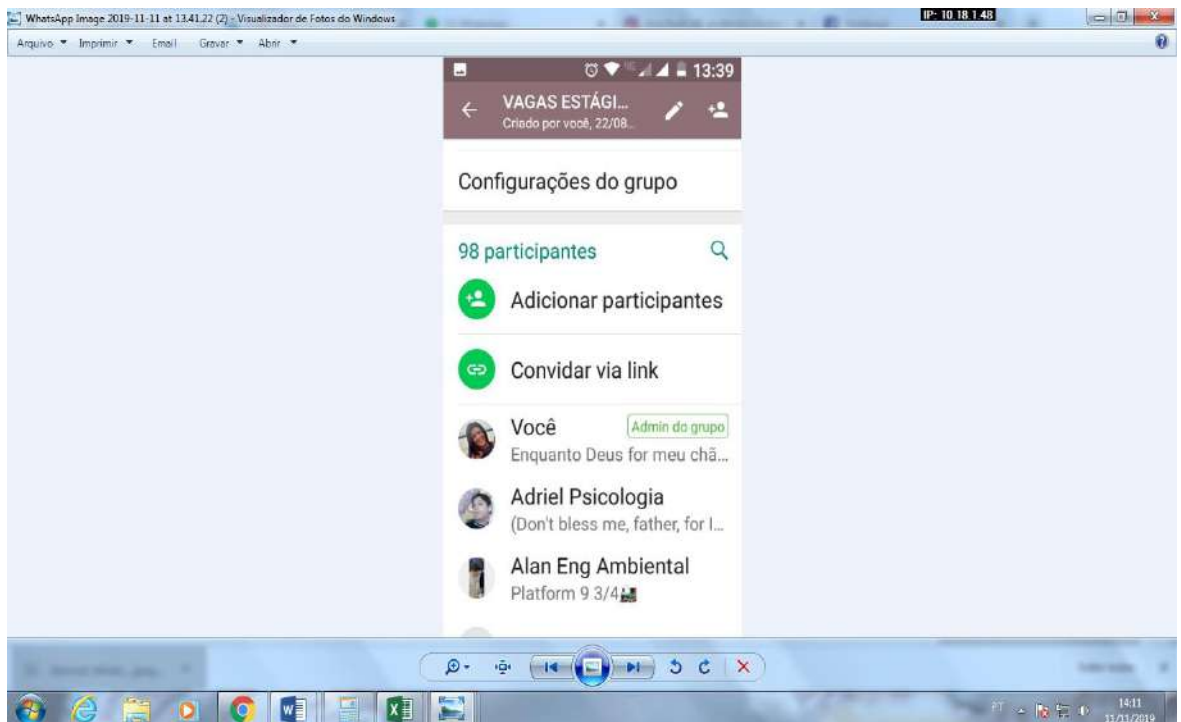 WhatsApp Image 2019-11-11 at 13.41.22 (2) - Visualizador de Fotos do Windows
IP: 10.18.1.48
Arquivo Imprimir Email Gravar Abrir
13:39
VAGAS ESTÁGI...
Criado por você, 22/08...
Configurações do grupo
98 participantes
Adicionar participantes
Convidar via link
Você
Admin do grupo
Enquanto Deus for meu chã...
Adriel Psicologia
(Don't bless me, father, for I...
Alan Eng Ambiental
Platform 9 3/4🚂
PT
14:11
11/11/2019